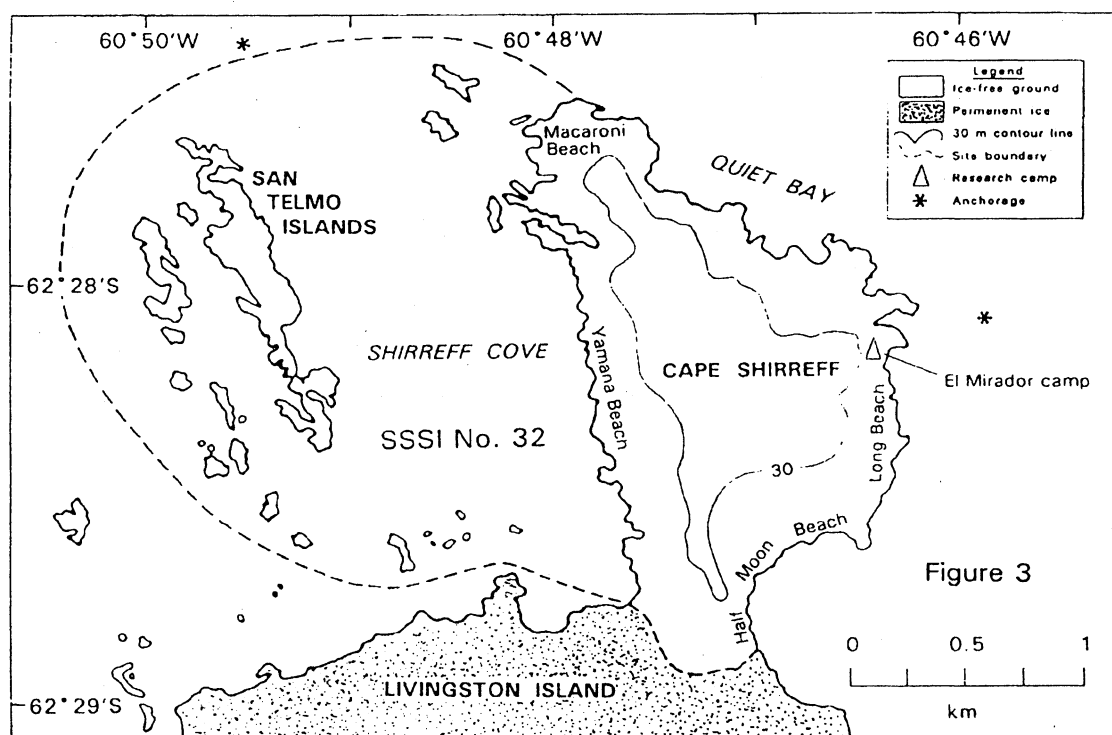 60°50'W
60°48'W
60°46'W
Legend
Ice-free ground
Permanent ice
30 m contour line
Site boundary
Research camp
Anchorage
Macaroni
Beach
QUIET BAY
SAN
TELMO
ISLANDS
62°28'S
SHIRREFF COVE
Yamana Beach
CAPE SHIRREFF
El Mirador camp
SSSI No. 32
Long Beach
30
Half Moon Beach
Figure 3
0 0.5 1
km
LIVINGSTON ISLAND
62°29'S